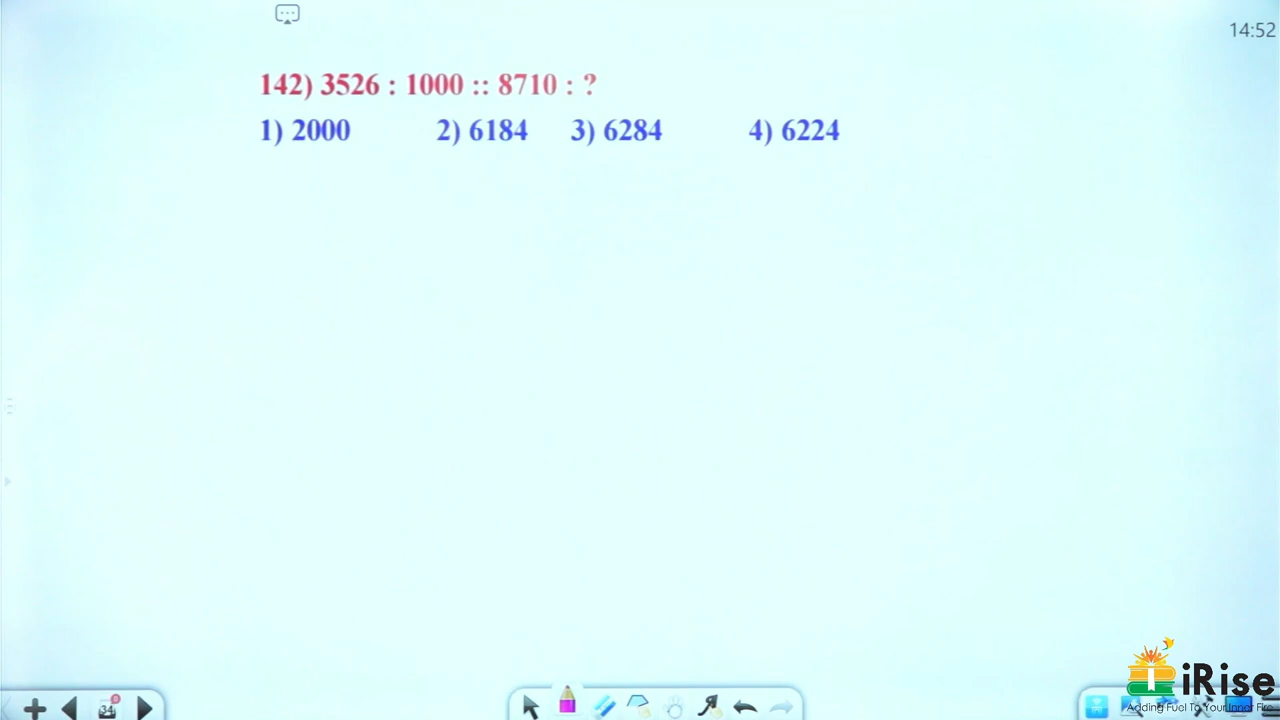 14:52
142) 3526 : 1000 :: 8710 : ?
1) 2000 2) 6184 3) 6284 4) 6224
34
iRise
Adding Fuel To Your Inner Fire